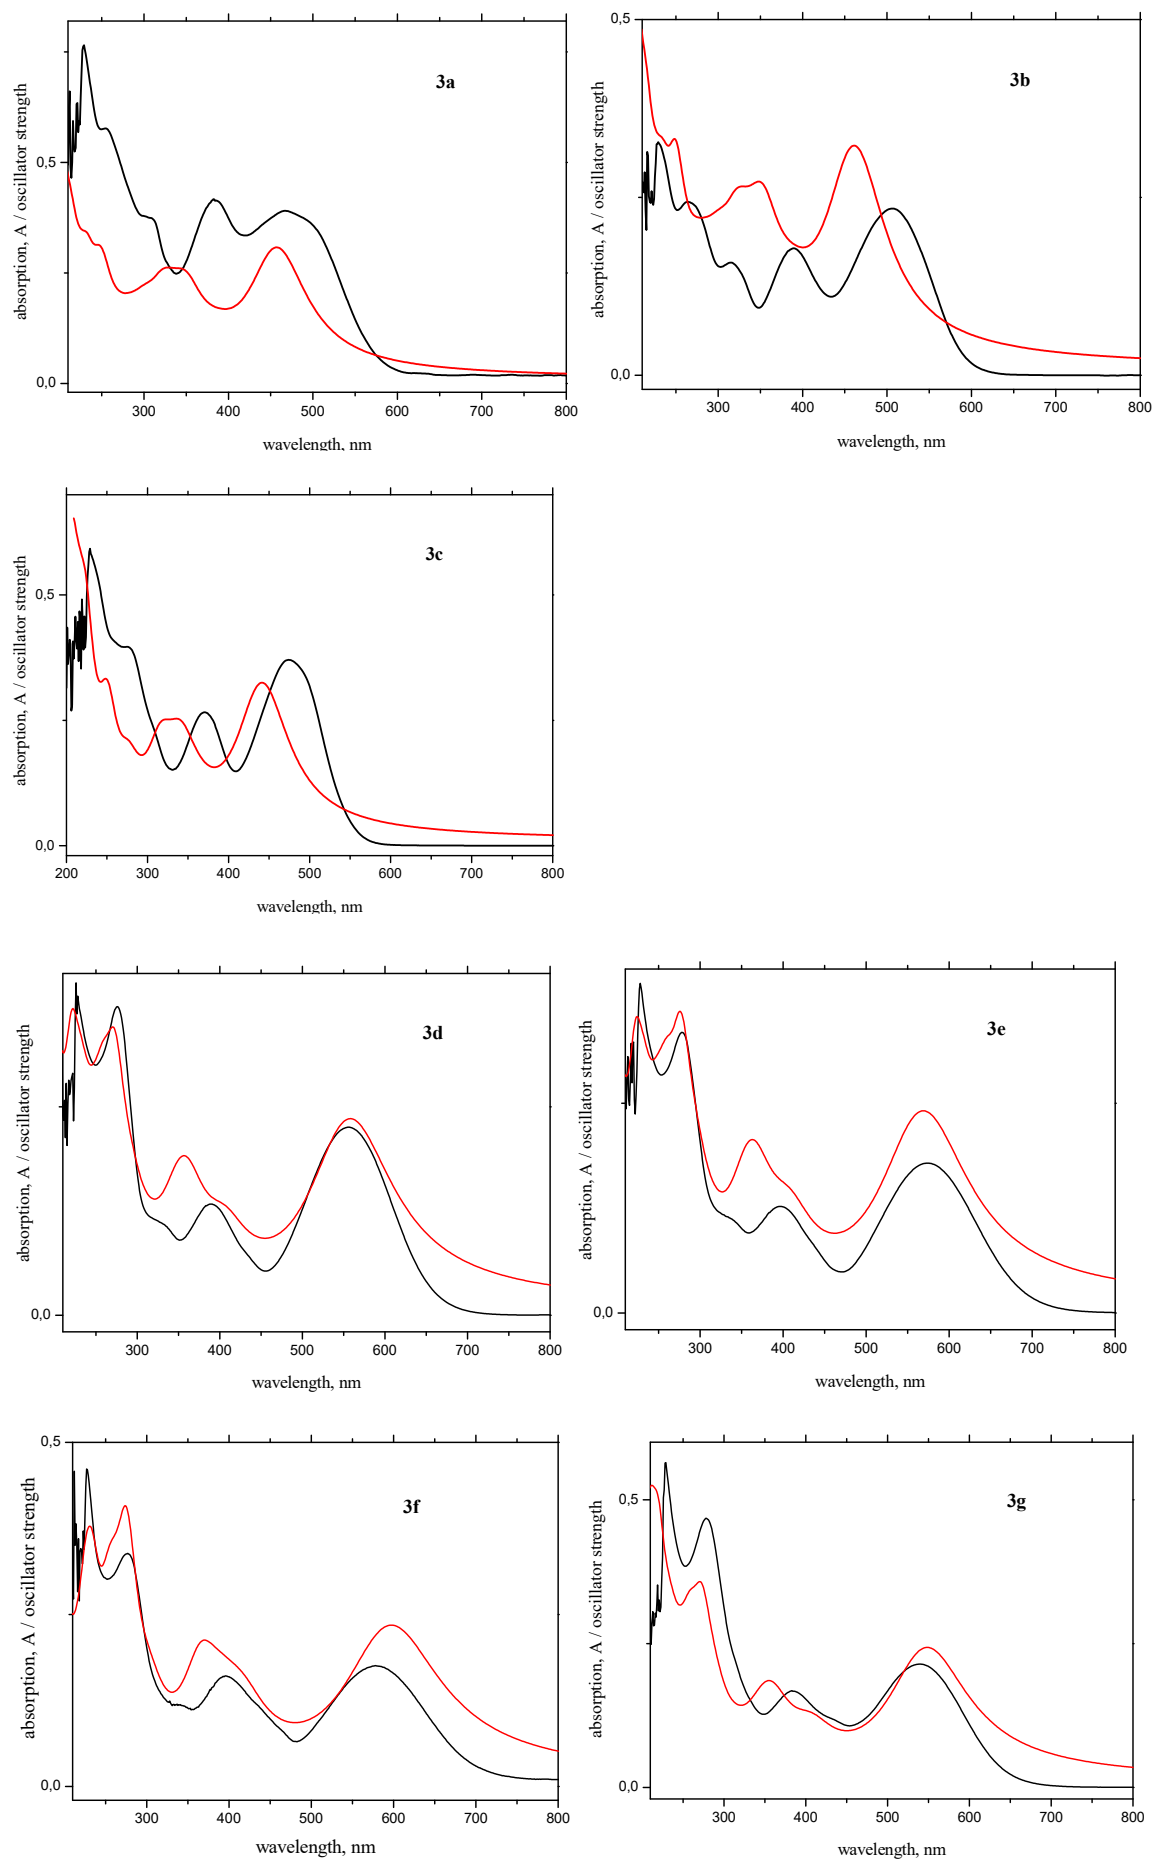 3a
absorption, A / oscillator strength
0,5
0,0
300 400 500 600 700 800
wavelength, nm
3b
absorption, A / oscillator strength
0,5
0,0
300 400 500 600 700 800
wavelength, nm
3c
absorption, A / oscillator strength
0,5
0,0
200 300 400 500 600 700 800
wavelength, nm
3d
absorption, A / oscillator strength
0,0
300 400 500 600 700 800
wavelength, nm
3e
absorption, A / oscillator strength
0,0
300 400 500 600 700 800
wavelength, nm
3f
absorption, A / oscillator strength
0,5
0,0
300 400 500 600 700 800
wavelength, nm
3g
absorption, A / oscillator strength
0,5
0,0
300 400 500 600 700 800
wavelength, nm